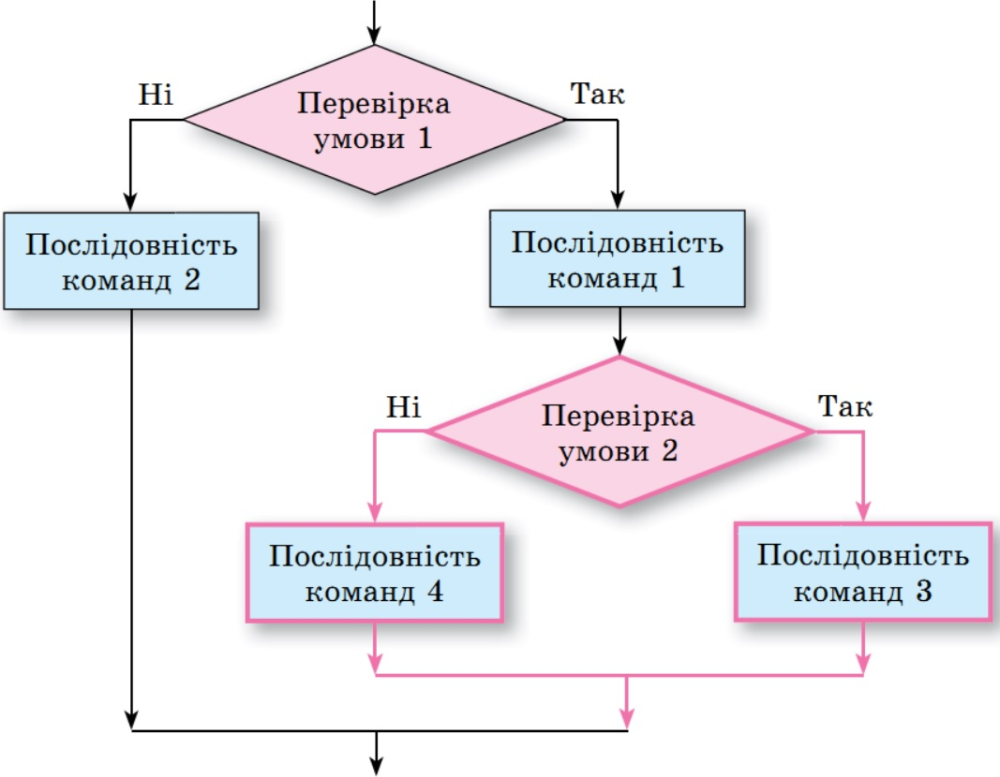 Перевірка
умови 1
Ні
Так
Послідовність
команд 2
Послідовність
команд 1
Перевірка
умови 2
Ні
Так
Послідовність
команд 4
Послідовність
команд 3